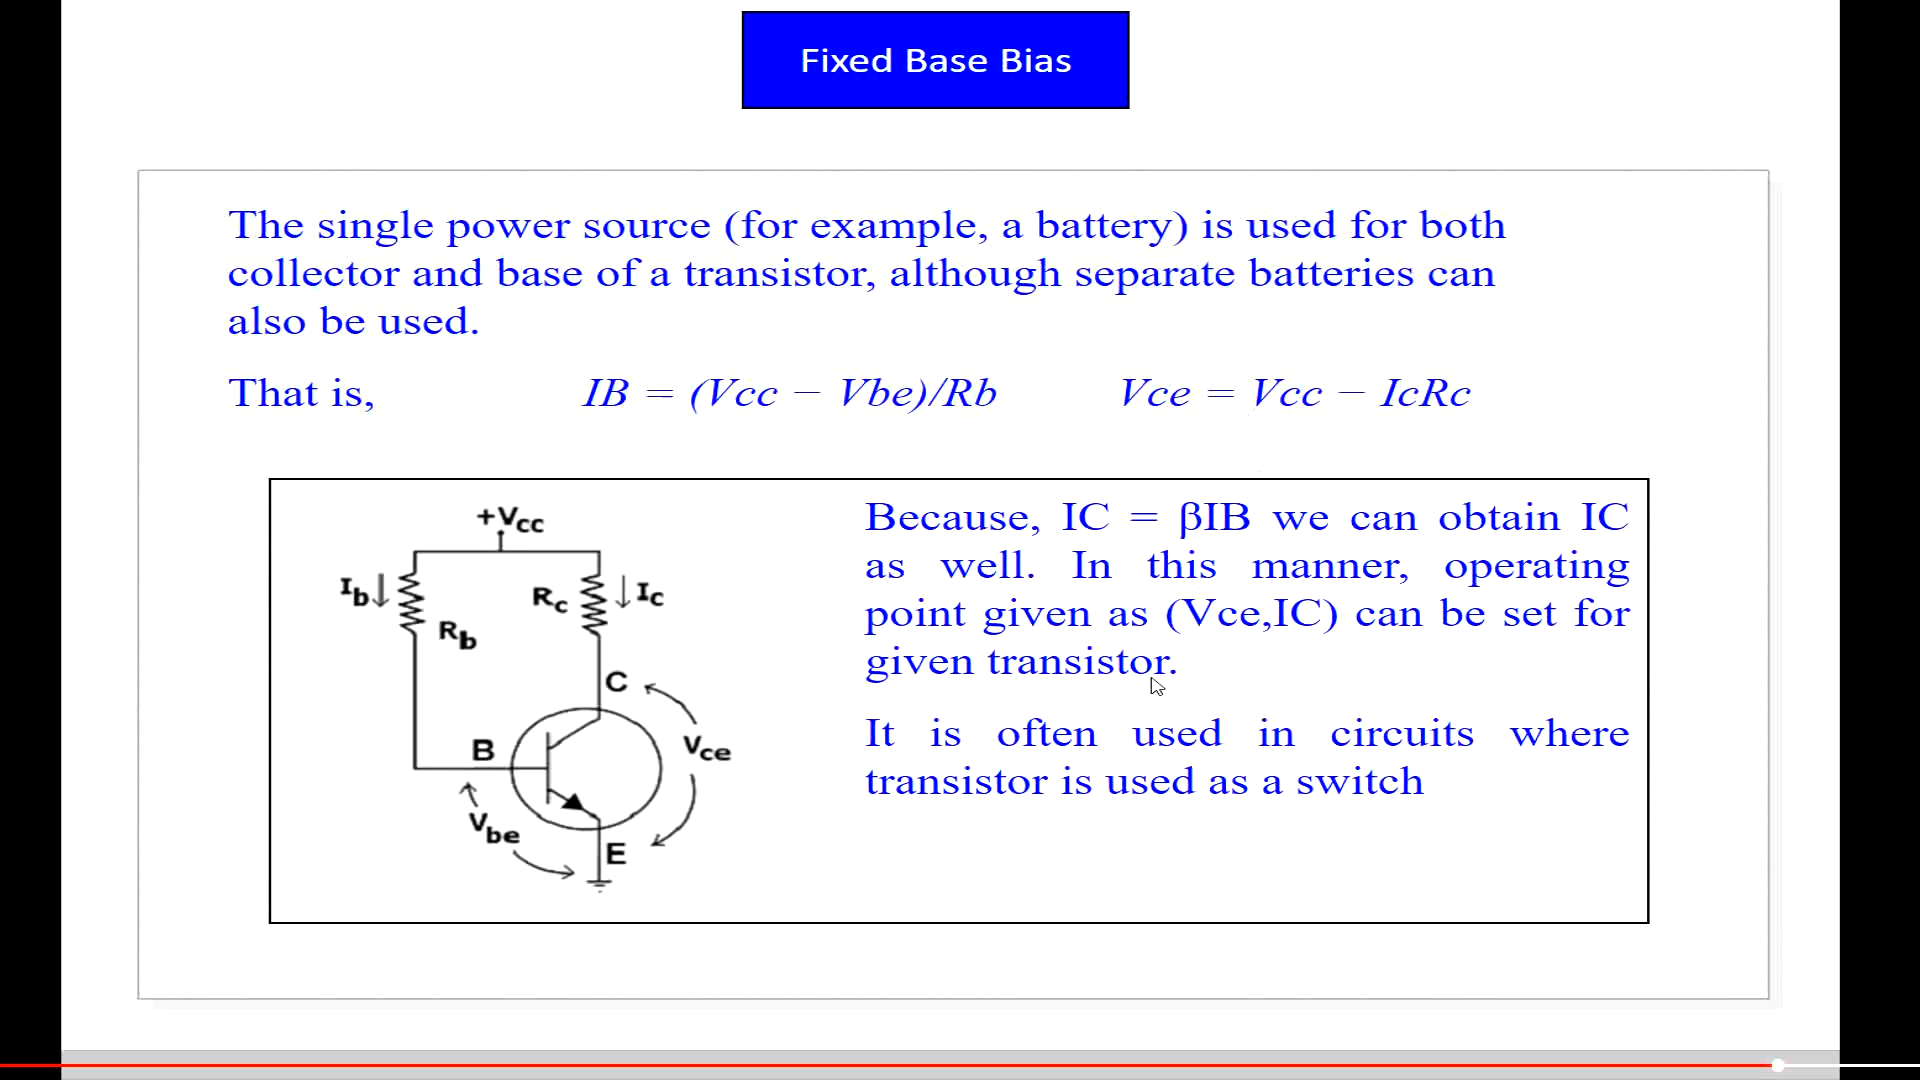 Fixed Base Bias
The single power source (for example, a battery) is used for both
collector and base of a transistor, although separate batteries can
also be used.
That is, IB = (Vcc − Vbe)/Rb Vce = Vcc − IcRc
+Vcc
Ib
Rb
Rc
Ic
C
B
Vce
Vbe
E
Because, IC = βIB we can obtain IC
as well. In this manner, operating
point given as (Vce,IC) can be set for
given transistor.
It is often used in circuits where
transistor is used as a switch